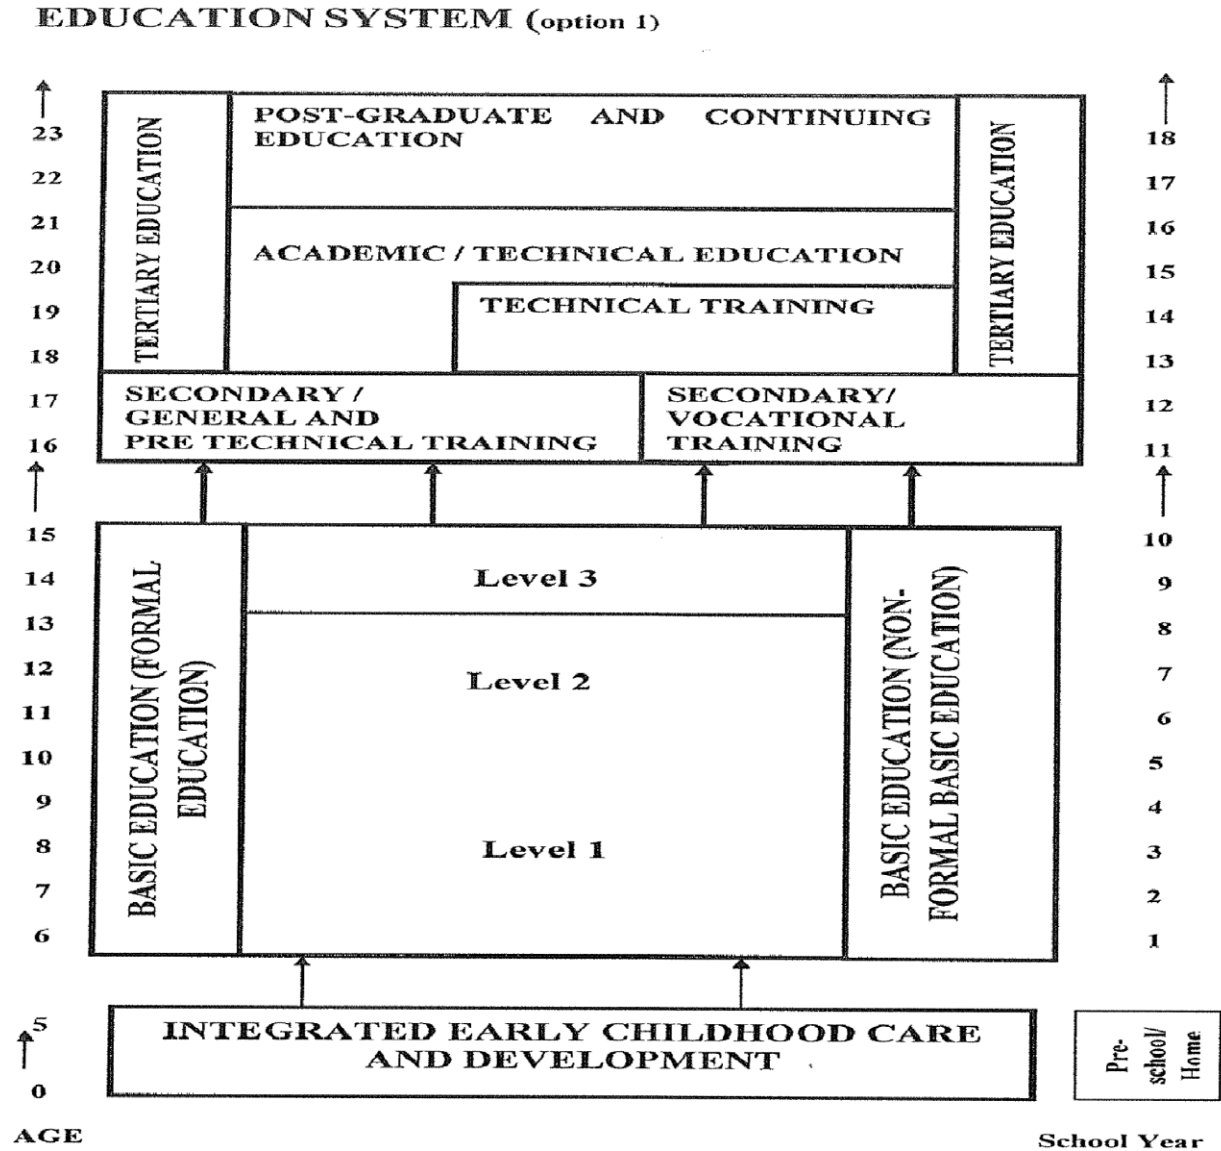 EDUCATION SYSTEM (option 1)
23
22
21
20
19
18
17
16
TERTIARY EDUCATION
POST-GRADUATE AND CONTINUING
EDUCATION
ACADEMIC / TECHNICAL EDUCATION
TECHNICAL TRAINING
TERTIARY EDUCATION
18
17
16
15
14
13
12
11
SECONDARY /
GENERAL AND
PRE TECHNICAL TRAINING
SECONDARY/
VOCATIONAL
TRAINING
15
14
13
12
11
10
9
8
7
6
BASIC EDUCATION (FORMAL
EDUCATION)
Level 3
Level 2
Level 1
BASIC EDUCATION (NON-
FORMAL BASIC EDUCATION)
10
9
8
7
6
5
4
3
2
1
5
0
INTEGRATED EARLY CHILDHOOD CARE
AND DEVELOPMENT
Pre-
school/
Home
AGE
School Year